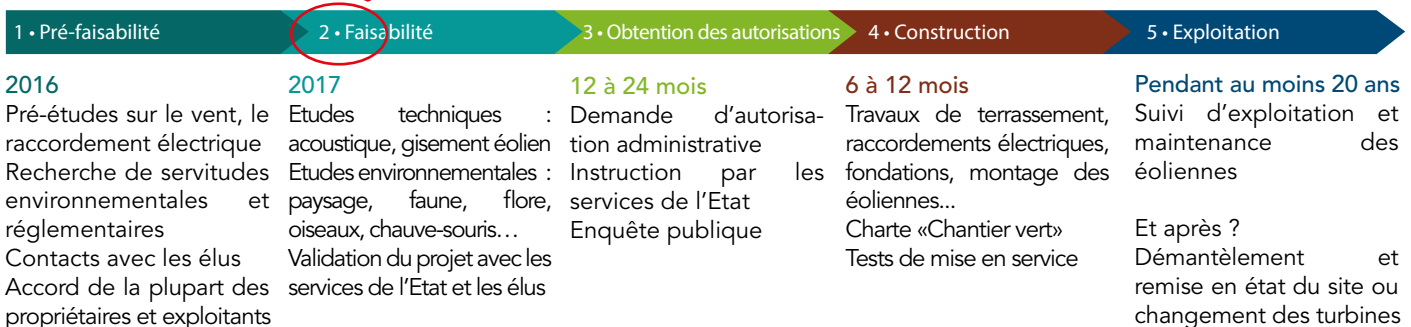 1 • Pré-faisabilité
2 • Faisabilité
3 • Obtention des autorisations
4 • Construction
5 • Exploitation
2016
Pré-études sur le vent, le
raccordement électrique
Recherche de servitudes
environnementales et
réglementaires
Contacts avec les élus
Accord de la plupart des
propriétaires et exploitants
2017
Etudes techniques :
acoustique, gisement éolien
Etudes environnementales :
paysage, faune, flore,
oiseaux, chauve-souris…
Validation du projet avec les
services de l'Etat et les élus
12 à 24 mois
Demande d'autorisa-
tion administrative
Instruction par les
services de l'Etat
Enquête publique
6 à 12 mois
Travaux de terrassement,
raccordements électriques,
fondations, montage des
éoliennes...
Charte «Chantier vert»
Tests de mise en service
Pendant au moins 20 ans
Suivi d'exploitation et
maintenance des
éoliennes
Et après ?
Démantèlement et
remise en état du site ou
changement des turbines